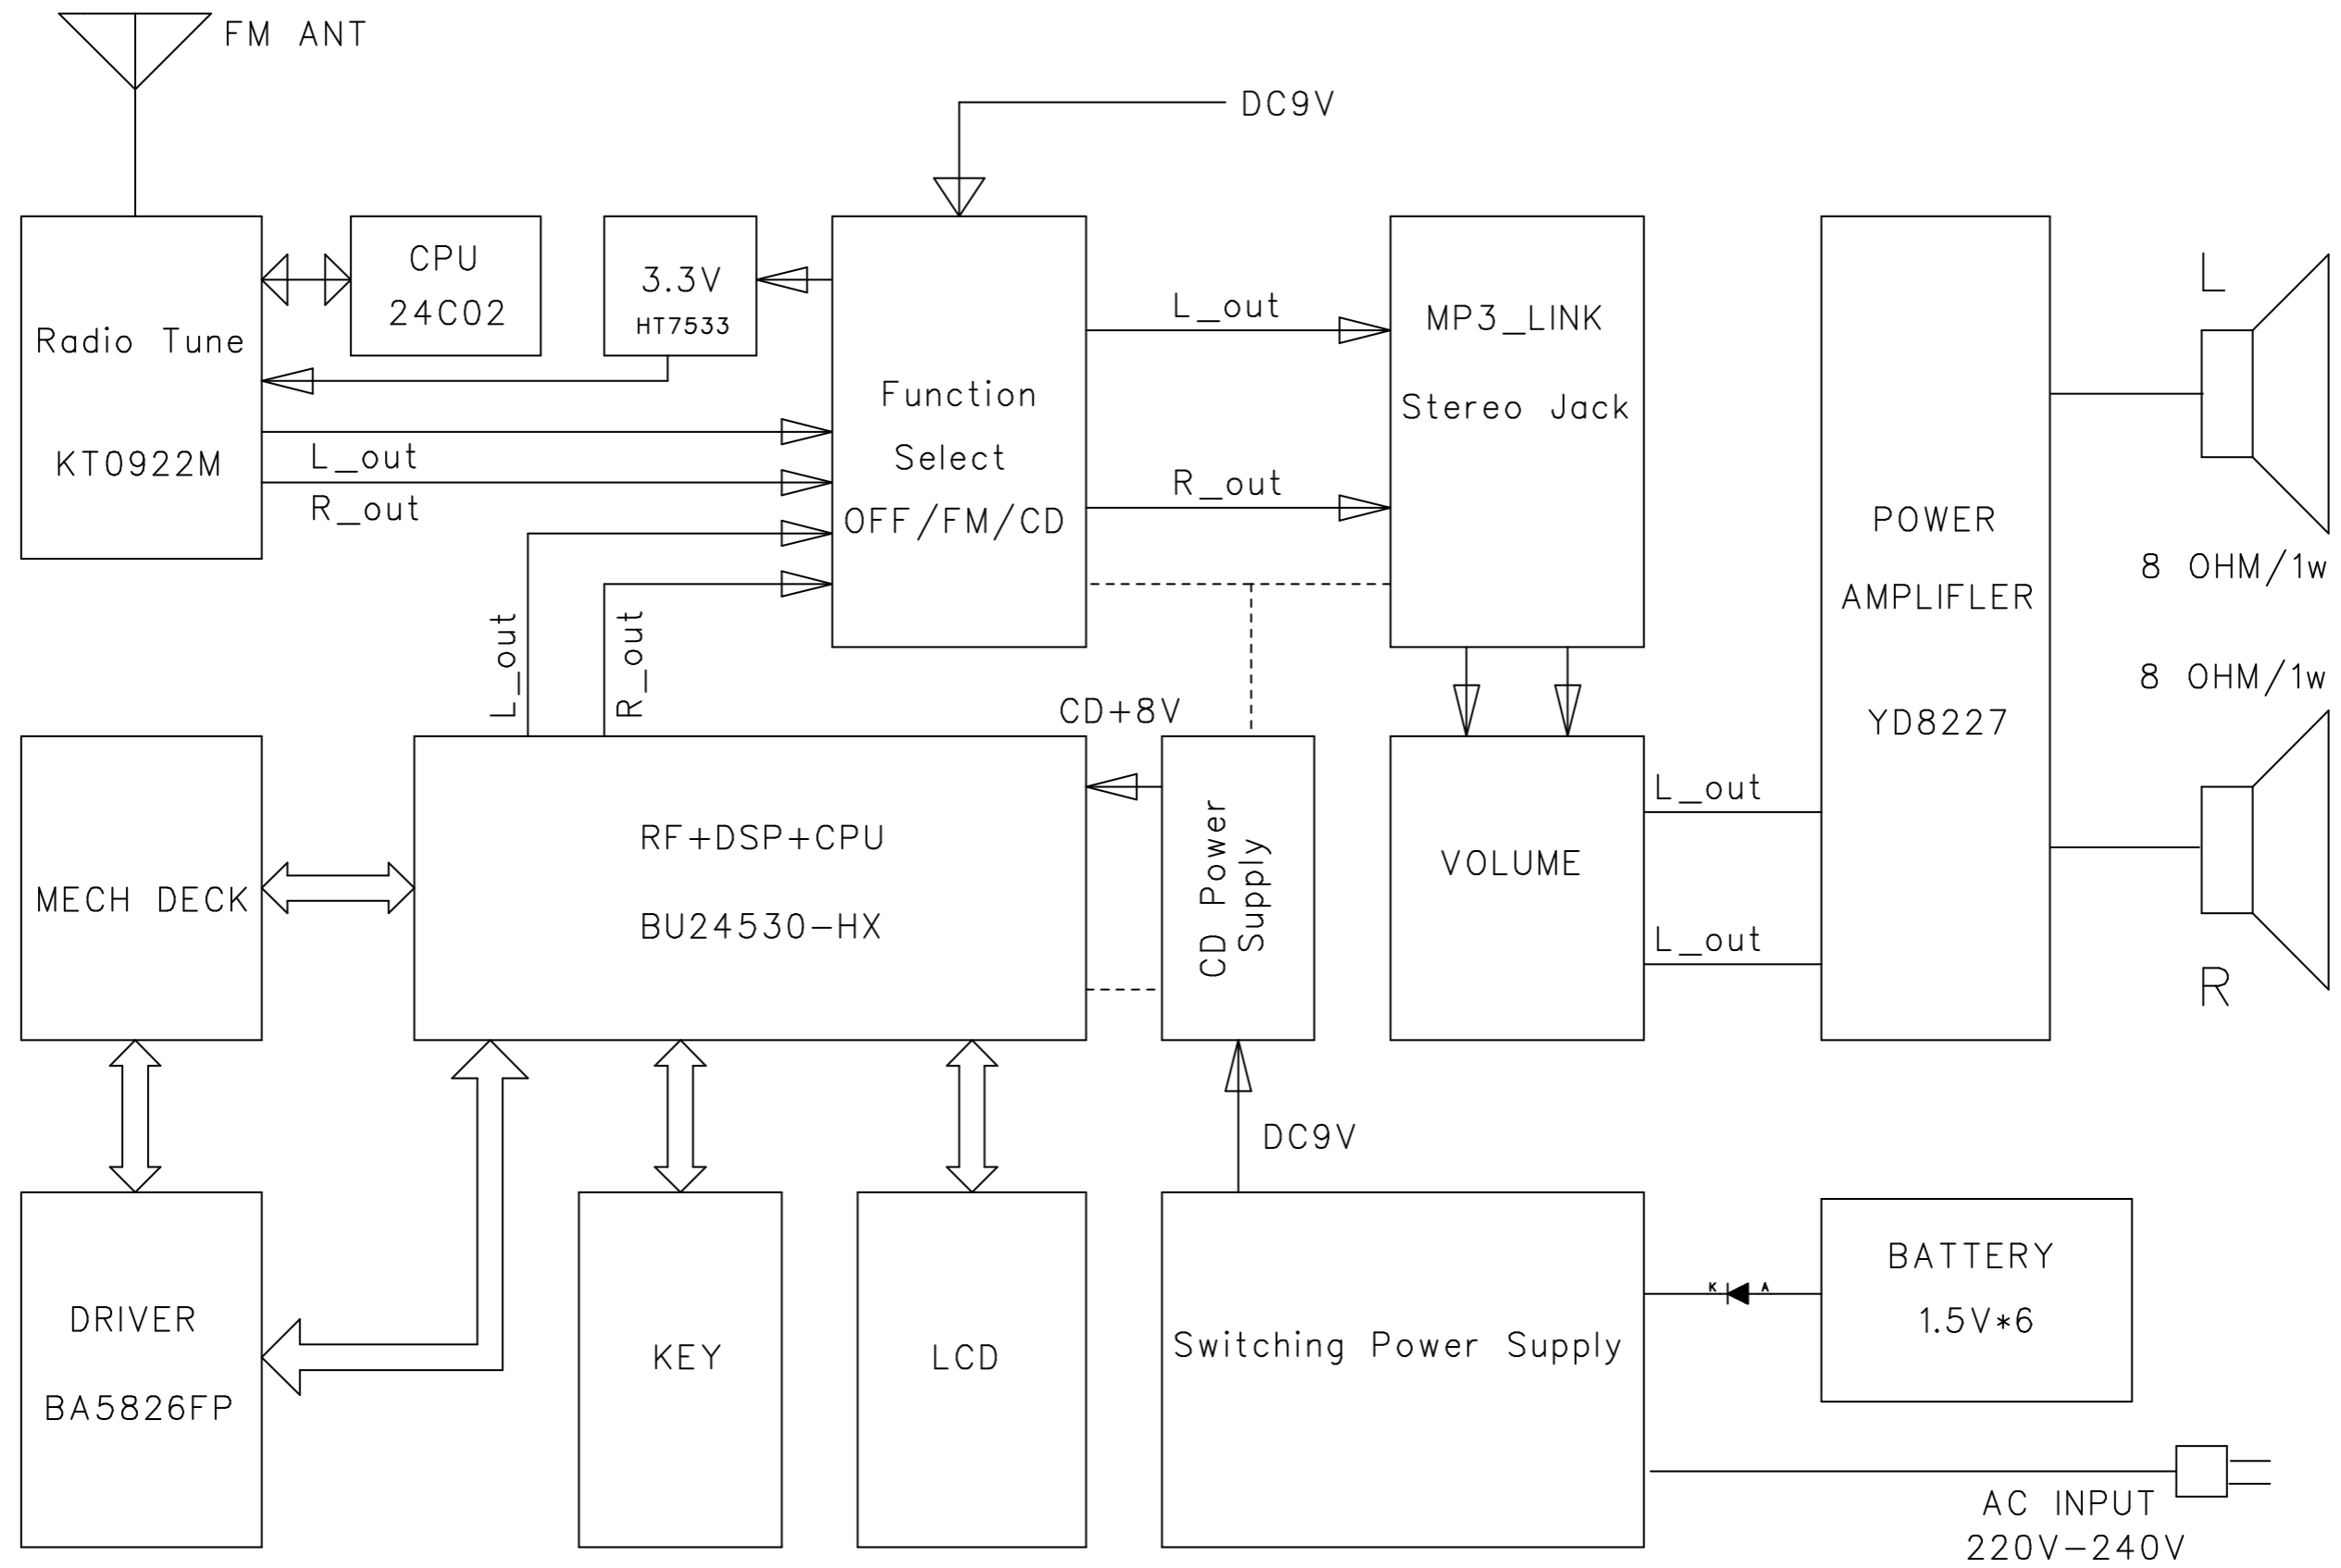 FM ANT
DC9V
Radio Tune
KT0922M
CPU
24C02
3.3V
HT7533
L_out
R_out
Function
Select
OFF/FM/CD
L_out
R_out
MP3_LINK
Stereo Jack
POWER
AMPLIFLER
YD8227
L
8 OHM/1w
8 OHM/1w
R
L_out
R_out
CD+8V
MECH DECK
RF+DSP+CPU
BU24530-HX
CD Power
Supply
VOLUME
L_out
L_out
DC9V
DRIVER
BA5826FP
KEY
LCD
Switching Power Supply
K
A
BATTERY
1.5V*6
AC INPUT
220V-240V